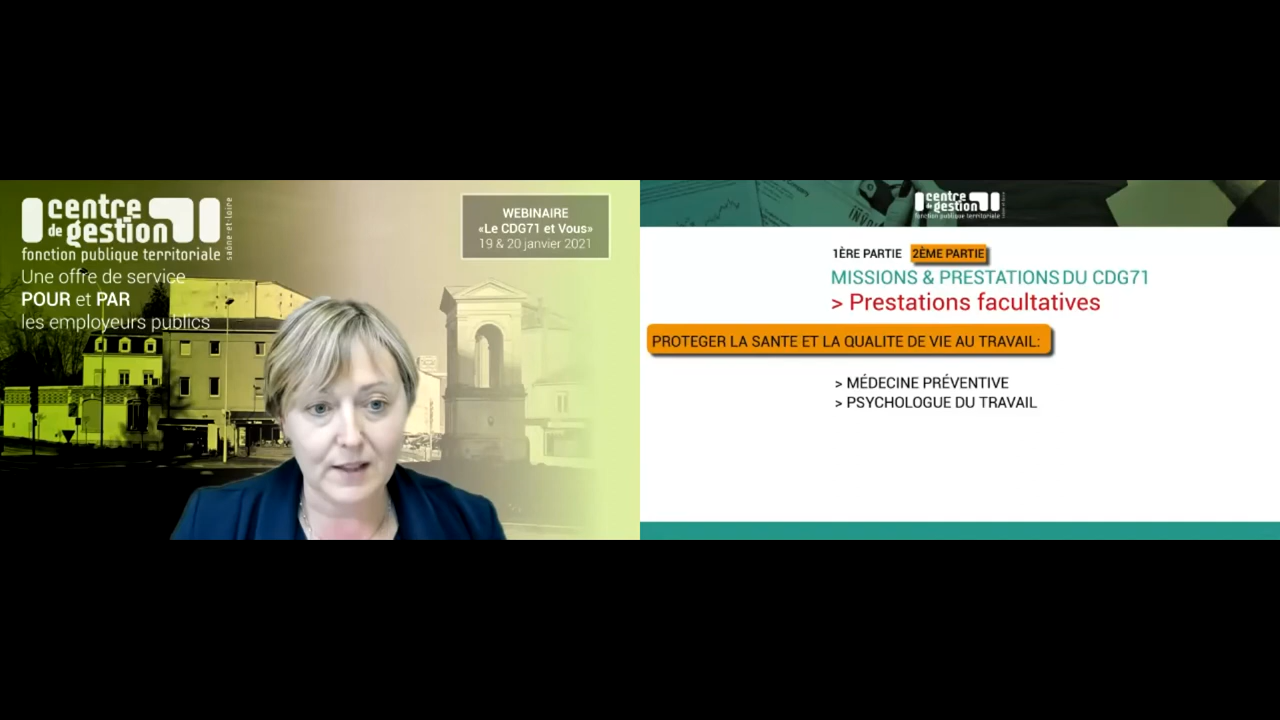 centre
de gestion
fonction publique territoriale
saône-et-loire
Une offre de service
POUR et PAR
les employeurs publics
WEBINAIRE
«Le CDG71 et Vous»
19 & 20 janvier 2021
centre
de gestion
fonction publique territoriale
1ÈRE PARTIE 2ÈME PARTIE
MISSIONS & PRESTATIONS DU CDG71
> Prestations facultatives
PROTEGER LA SANTE ET LA QUALITE DE VIE AU TRAVAIL:
> MÉDECINE PRÉVENTIVE
> PSYCHOLOGUE DU TRAVAIL